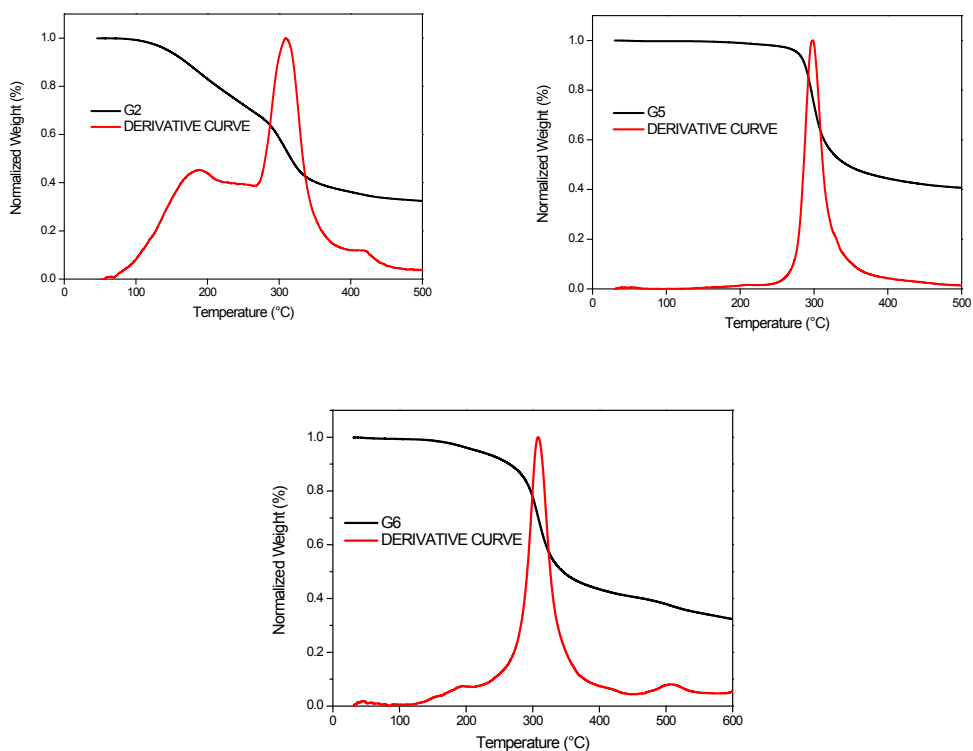 Normalized Weight (%)
1.0
0.8
0.6
0.4
0.2
0.0
G2
DERIVATIVE CURVE
0 100 200 300 400 500
Temperature (°C)
Normalized Weight (%)
1.0
0.8
0.6
0.4
0.2
0.0
G5
DERIVATIVE CURVE
0 100 200 300 400 500
Temperature (°C)
Normalized Weight (%)
1.0
0.8
0.6
0.4
0.2
0.0
G6
DERIVATIVE CURVE
0 100 200 300 400 500 600
Temperature (°C)